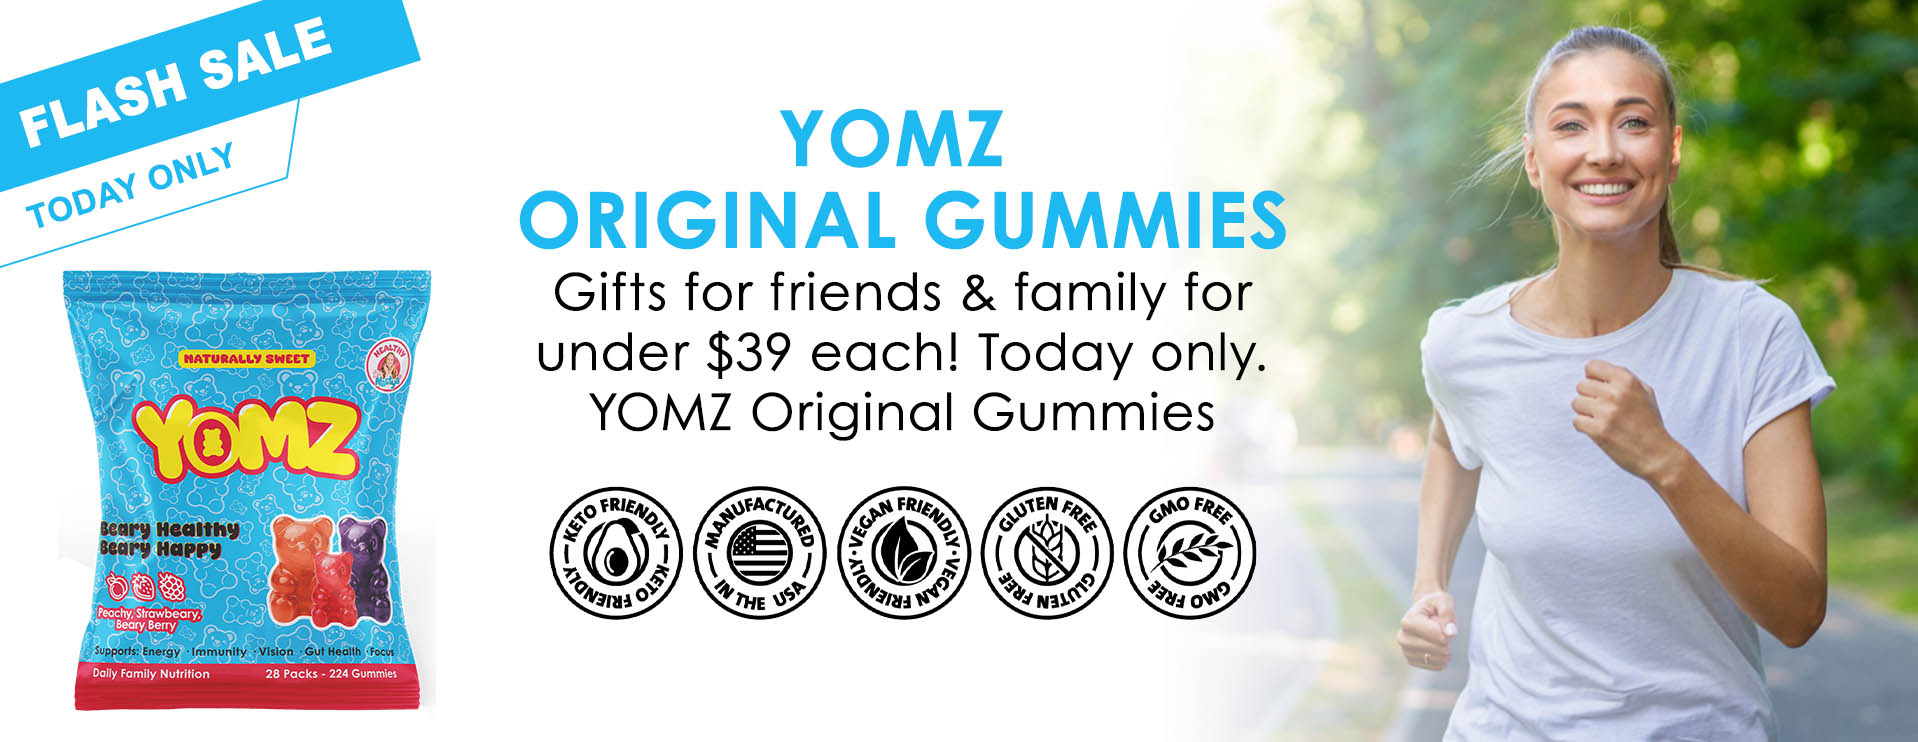 FLASH SALE
TODAY ONLY
YOMZ
ORIGINAL GUMMIES
Gifts for friends & family for
under $39 each! Today only.
YOMZ Original Gummies
NATURALLY SWEET
HEALTHY
YOMZ
Beary Healthy
Beary Happy
Peachy, Strawbeary,
Beary Berry
Supports: Energy · Immunity · Vision · Gut Health · Focus
Daily Family Nutrition
28 Packs - 224 Gummies
KETO FRIENDLY – KETO FRIENDLY –
MANUFACTURED – IN THE USA –
VEGAN FRIENDLY · VEGAN FRIENDLY ·
GLUTEN FREE – GLUTEN FREE –
GMO FREE – GMO FREE –